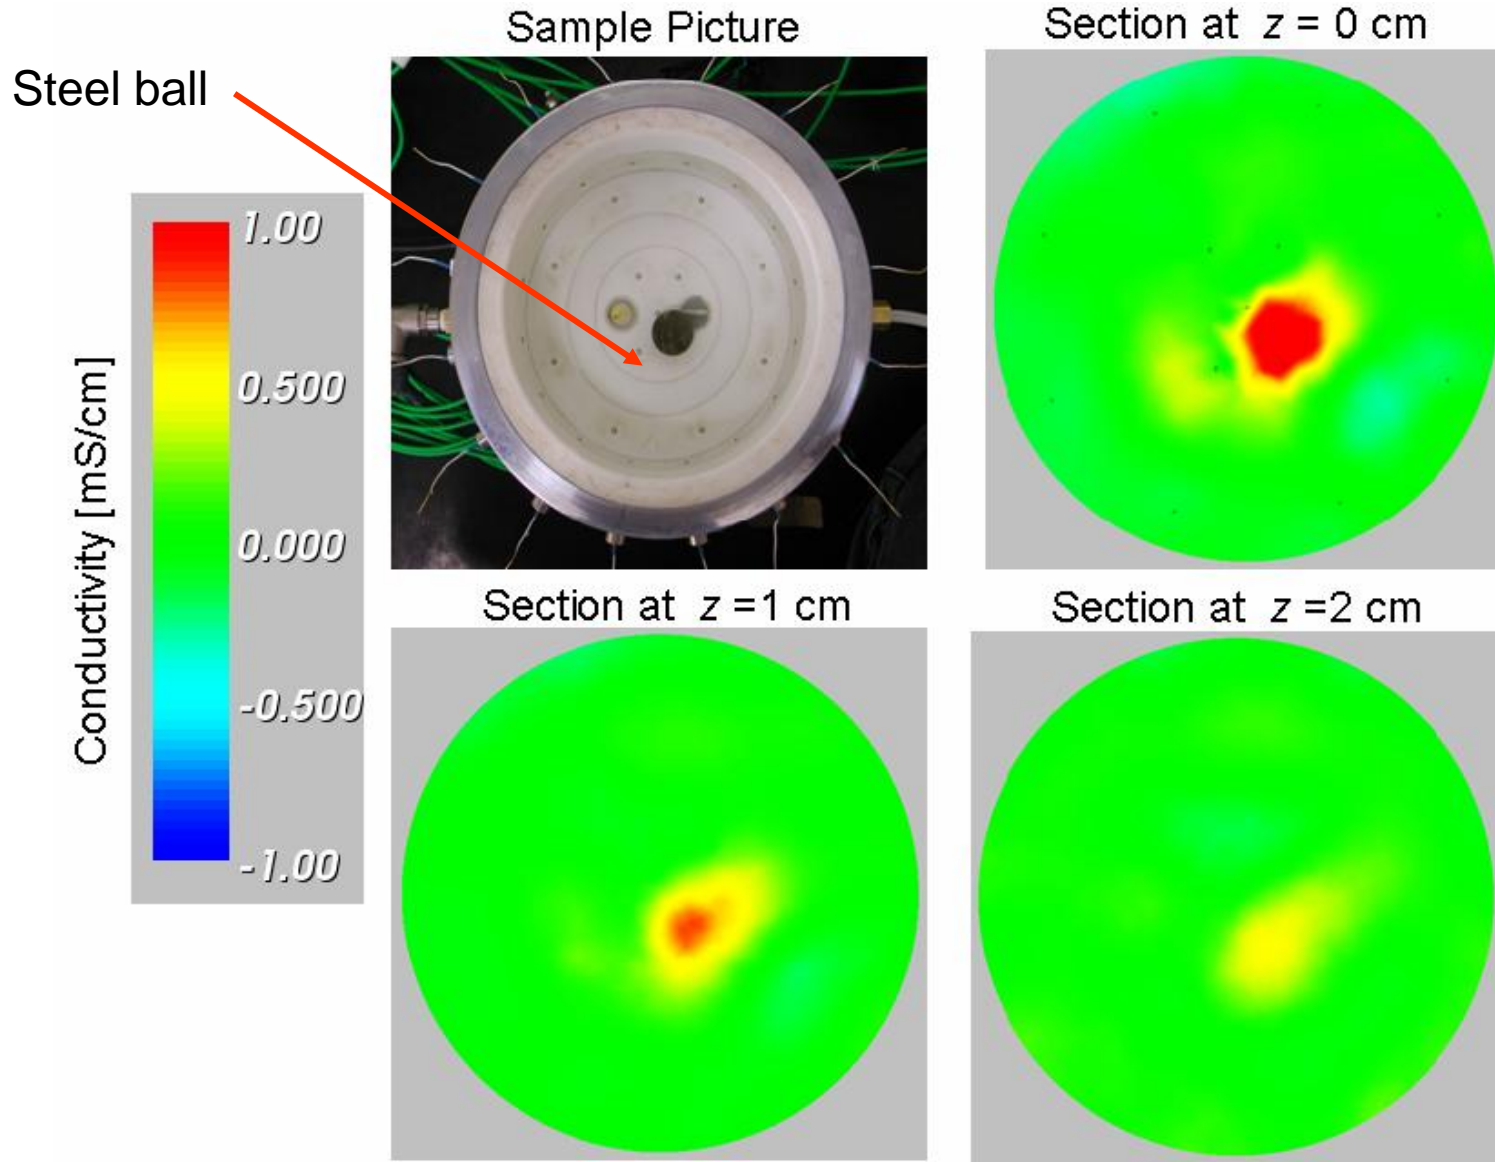 Sample Picture
Section at z = 0 cm
Steel ball
Conductivity [mS/cm]
1.00
0.500
0.000
-0.500
-1.00
Section at z =1 cm
Section at z =2 cm